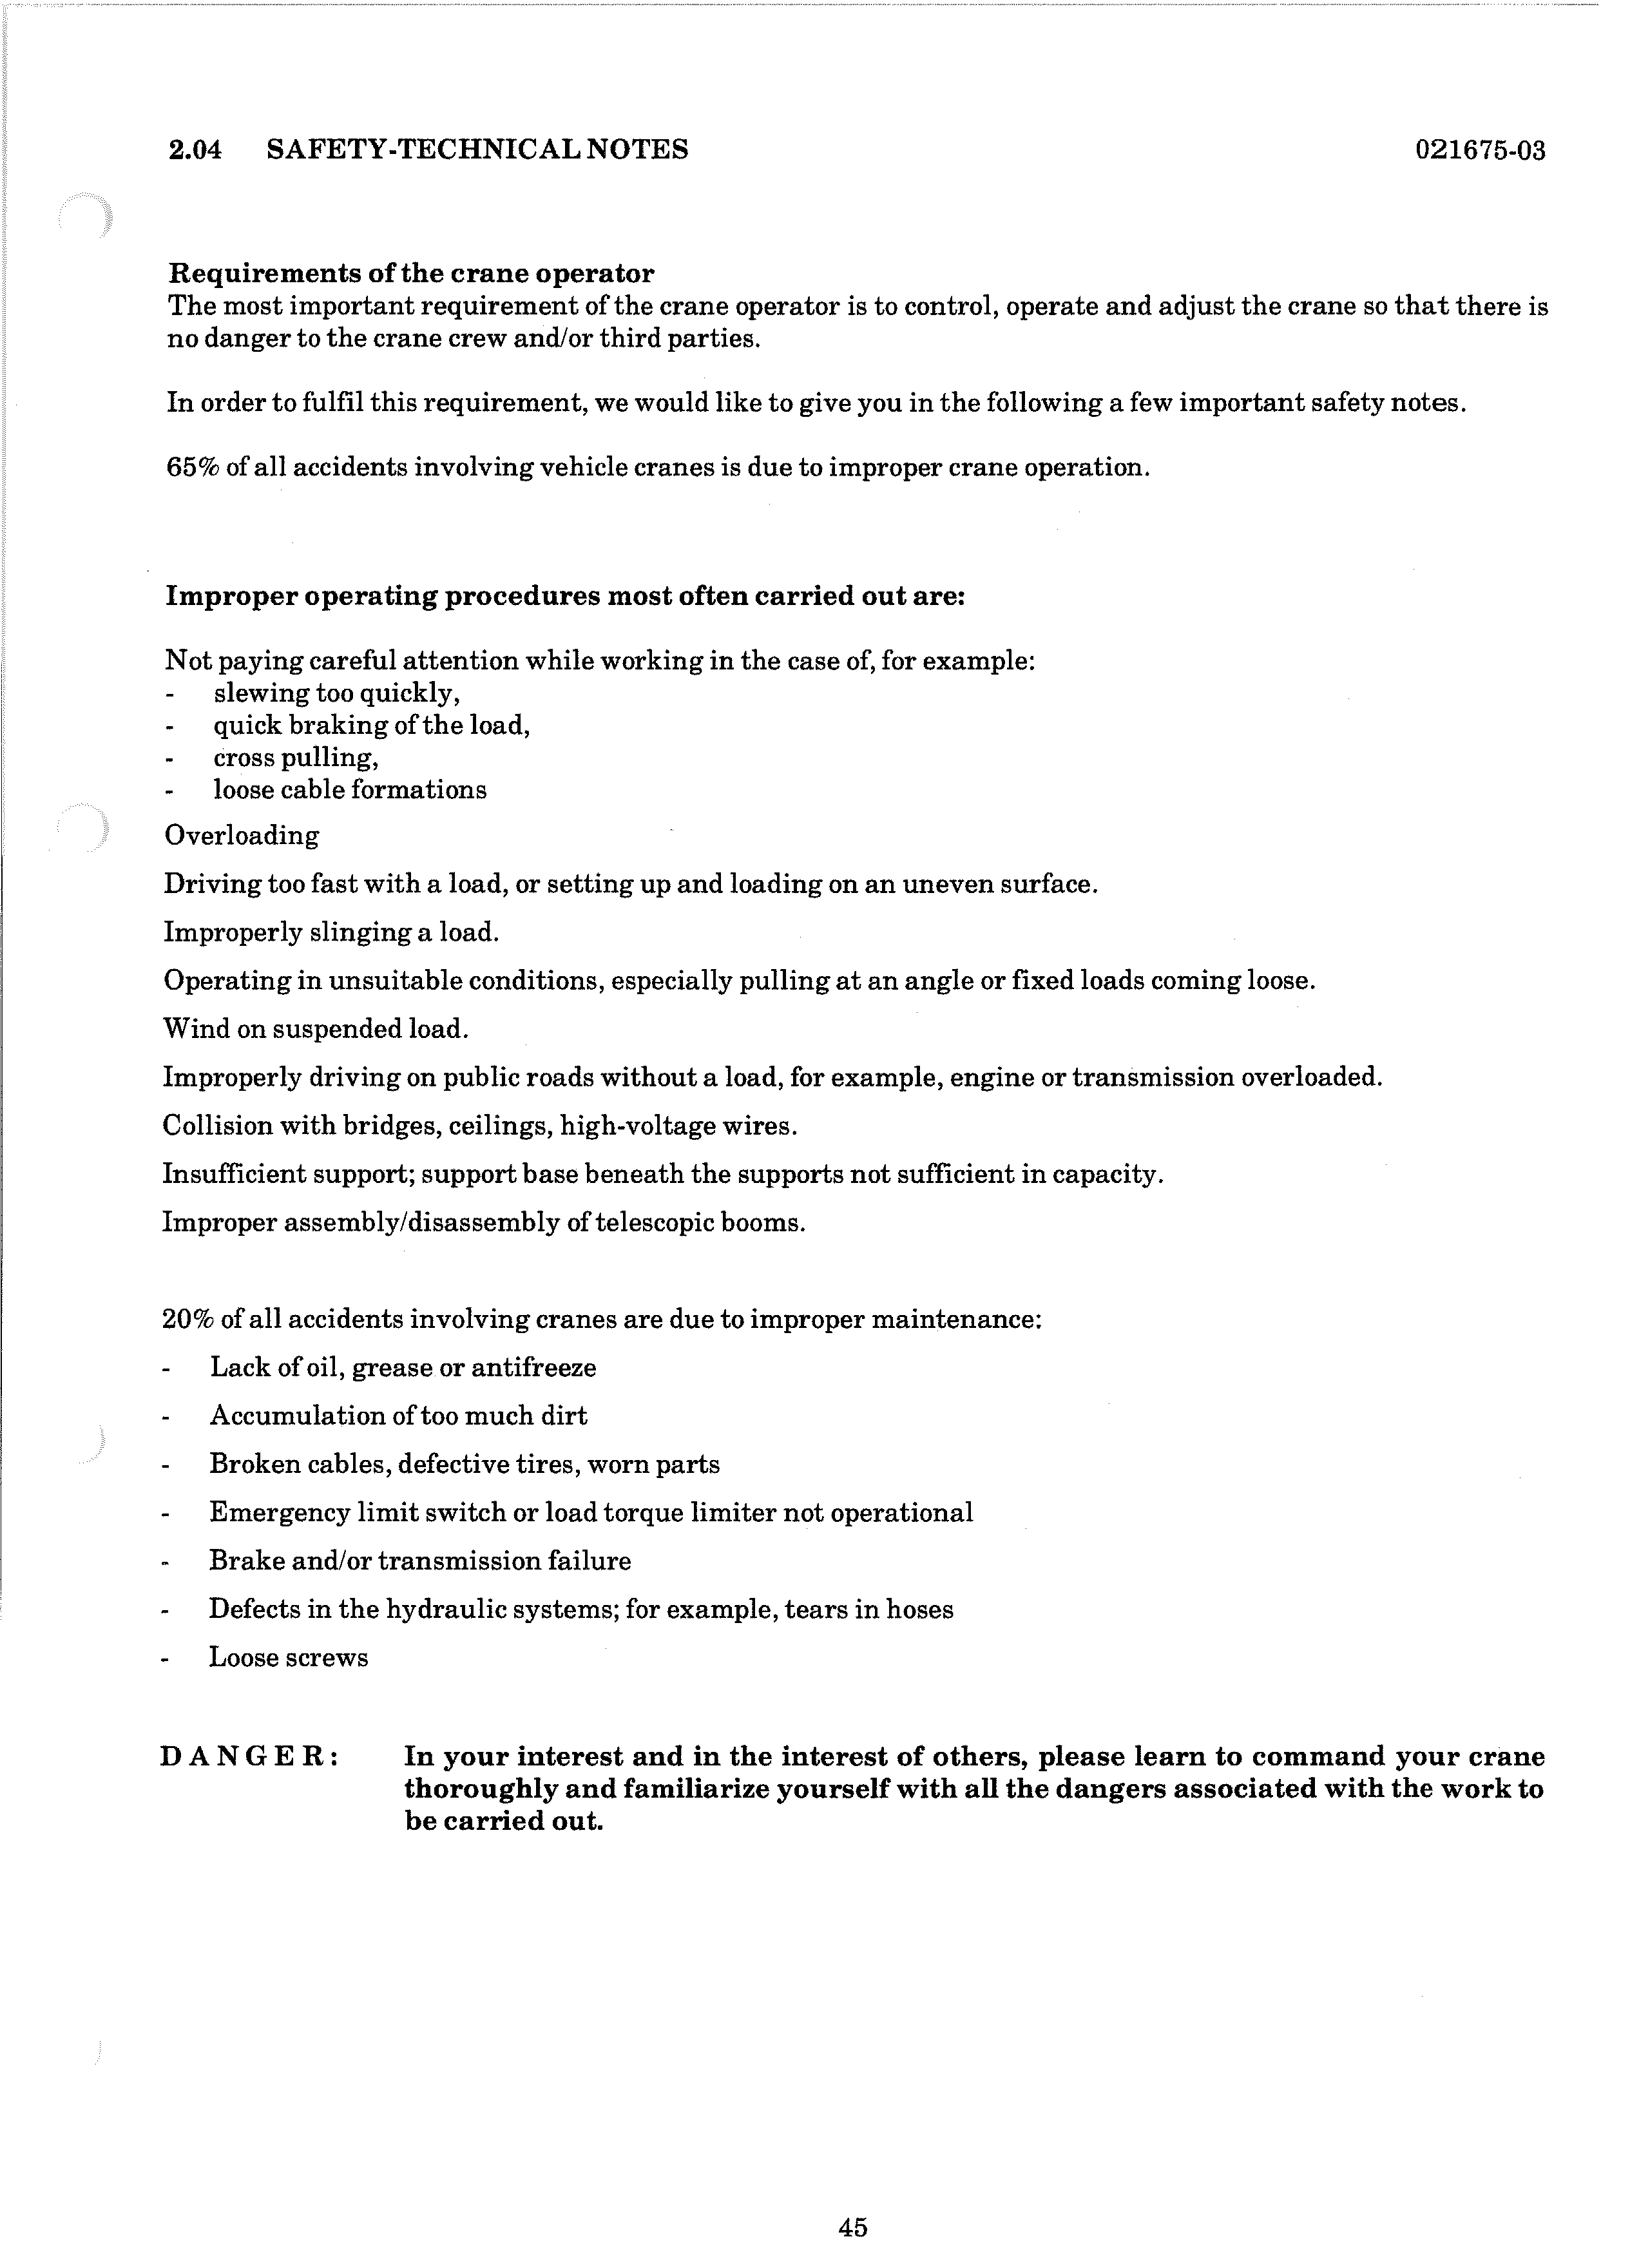 2.04 SAFETY-TECHNICAL NOTES 021675-03
Requirements of the crane operator
The most important requirement of the crane operator is to control, operate and adjust the crane so that there is
no danger to the crane crew and/or third parties.
In order to fulfil this requirement, we would like to give you in the following a few important safety notes.
65% of all accidents involving vehicle cranes is due to improper crane operation.
Improper operating procedures most often carried out are:
Not paying careful attention while working in the case of, for example:
- slewing too quickly,
- quick braking of the load,
- cross pulling,
- loose cable formations
Overloading
Driving too fast with a load, or setting up and loading on an uneven surface.
Improperly slinging a load.
Operating in unsuitable conditions, especially pulling at an angle or fixed loads coming loose.
Wind on suspended load.
Improperly driving on public roads without a load, for example, engine or transmission overloaded.
Collision with bridges, ceilings, high-voltage wires.
Insufficient support; support base beneath the supports not sufficient in capacity.
Improper assembly/disassembly of telescopic booms.
20% of all accidents involving cranes are due to improper maintenance:
- Lack of oil, grease or antifreeze
- Accumulation of too much dirt
- Broken cables, defective tires, worn parts
- Emergency limit switch or load torque limiter not operational
- Brake and/or transmission failure
- Defects in the hydraulic systems; for example, tears in hoses
- Loose screws
DANGER: In your interest and in the interest of others, please learn to command your crane
thoroughly and familiarize yourself with all the dangers associated with the work to
be carried out.
45